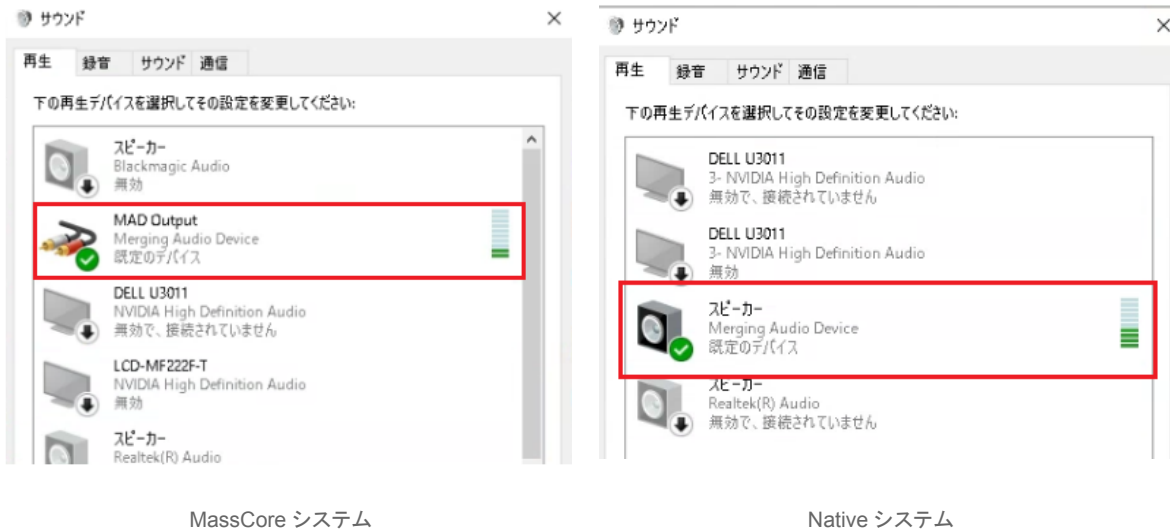 サウンド
再生 録音 サウンド 通信
下の再生デバイスを選択してその設定を変更してください:
スピーカー
Blackmagic Audio
無効
MAD Output
Merging Audio Device
既定のデバイス
DELL U3011
NVIDIA High Definition Audio
無効で、接続されていません
LCD-MF222F-T
NVIDIA High Definition Audio
無効
スピーカー
Realtek(R) Audio
MassCore システム
サウンド
再生 録音 サウンド 通信
下の再生デバイスを選択してその設定を変更してください:
DELL U3011
3- NVIDIA High Definition Audio
無効で、接続されていません
DELL U3011
3- NVIDIA High Definition Audio
無効
スピーカー
Merging Audio Device
既定のデバイス
スピーカー
Realtek(R) Audio
無効で、接続されていません
Native システム